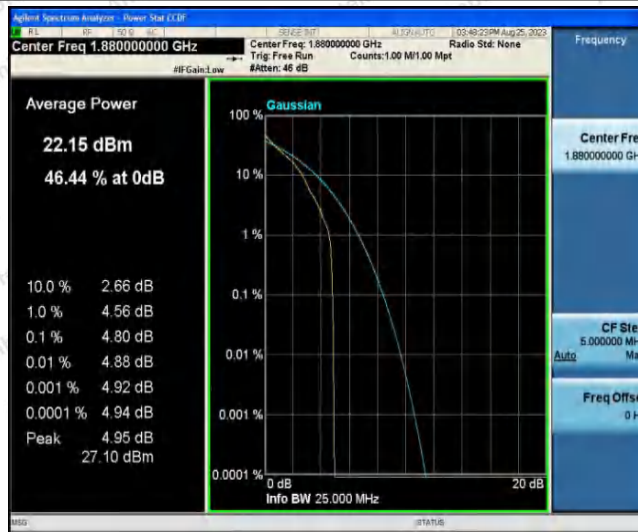 Agilent Spectrum Analyzer - Power Stat CCDF
RL RF 50 Ω AC SENSE:INT ALIGN AUTO 03:49:23 PM Aug 25, 2023
Center Freq 1.880000000 GHz
Center Freq: 1.880000000 GHz Radio Std: None
Trig: Free Run Counts:1.00 M/1.00 Mpt
#IFGain:Low #Atten: 46 dB
Frequency
Average Power
22.15 dBm
46.44 % at 0dB
10.0 % 2.66 dB
1.0 % 4.56 dB
0.1 % 4.80 dB
0.01 % 4.88 dB
0.001 % 4.92 dB
0.0001 % 4.94 dB
Peak 4.95 dB
27.10 dBm
Gaussian
100 %
10 %
1 %
0.1 %
0.01 %
0.001 %
0.0001 %
0 dB 20 dB
Info BW 25.000 MHz
Center Fre
1.880000000 GH
CF Ste
5.000000 MH
Auto Ma
Freq Offs
0 H
MSG STATUS